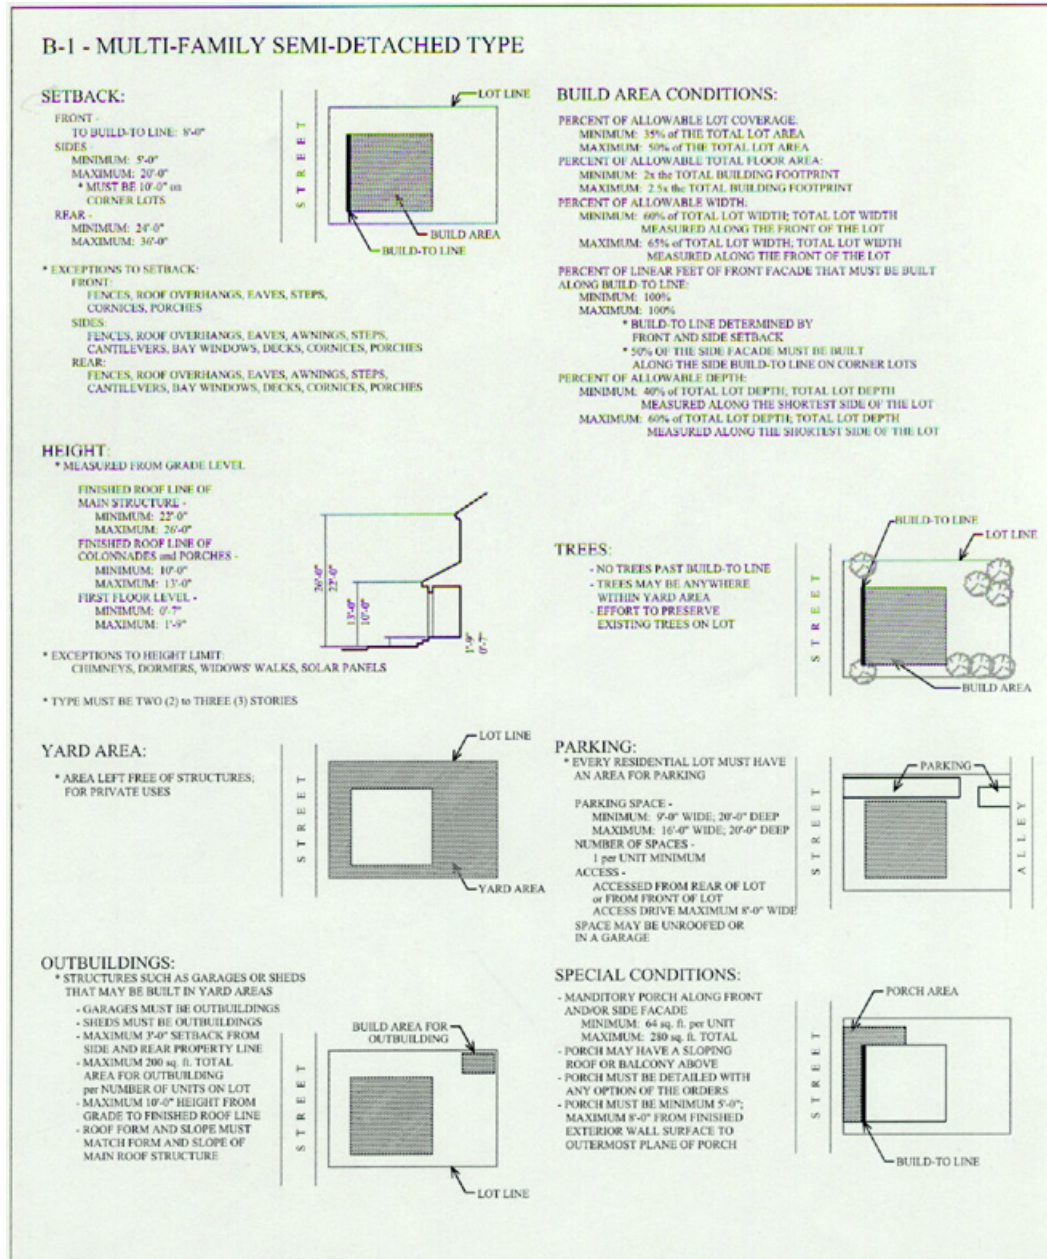 B-1 - MULTI-FAMILY SEMI-DETACHED TYPE
SETBACK:
FRONT -
TO BUILD-TO LINE: 8'-0"
SIDES -
MINIMUM: 5'-0"
MAXIMUM: 20'-0"
* MUST BE 10'-0" on
CORNER LOTS
REAR -
MINIMUM: 24'-0"
MAXIMUM: 36'-0"
* EXCEPTIONS TO SETBACK:
FRONT:
FENCES, ROOF OVERHANGS, EAVES, STEPS,
CORNICES, PORCHES
SIDES:
FENCES, ROOF OVERHANGS, EAVES, AWNINGS, STEPS,
CANTILEVERS, BAY WINDOWS, DECKS, CORNICES, PORCHES
REAR:
FENCES, ROOF OVERHANGS, EAVES, AWNINGS, STEPS,
CANTILEVERS, BAY WINDOWS, DECKS, CORNICES, PORCHES
STREET
LOT LINE
BUILD AREA
BUILD-TO LINE
BUILD AREA CONDITIONS:
PERCENT OF ALLOWABLE LOT COVERAGE:
MINIMUM: 35% of THE TOTAL LOT AREA
MAXIMUM: 50% of THE TOTAL LOT AREA
PERCENT OF ALLOWABLE TOTAL FLOOR AREA:
MINIMUM: 2x the TOTAL BUILDING FOOTPRINT
MAXIMUM: 2.5x the TOTAL BUILDING FOOTPRINT
PERCENT OF ALLOWABLE WIDTH:
MINIMUM: 60% of TOTAL LOT WIDTH; TOTAL LOT WIDTH
MEASURED ALONG THE FRONT OF THE LOT
MAXIMUM: 65% of TOTAL LOT WIDTH; TOTAL LOT WIDTH
MEASURED ALONG THE FRONT OF THE LOT
PERCENT OF LINEAR FEET OF FRONT FACADE THAT MUST BE BUILT
ALONG BUILD-TO LINE:
MINIMUM: 100%
MAXIMUM: 100%
* BUILD-TO LINE DETERMINED BY
FRONT AND SIDE SETBACK
* 50% OF THE SIDE FACADE MUST BE BUILT
ALONG THE SIDE BUILD-TO LINE ON CORNER LOTS
PERCENT OF ALLOWABLE DEPTH:
MINIMUM: 40% of TOTAL LOT DEPTH; TOTAL LOT DEPTH
MEASURED ALONG THE SHORTEST SIDE OF THE LOT
MAXIMUM: 60% of TOTAL LOT DEPTH; TOTAL LOT DEPTH
MEASURED ALONG THE SHORTEST SIDE OF THE LOT
HEIGHT:
* MEASURED FROM GRADE LEVEL
FINISHED ROOF LINE OF
MAIN STRUCTURE -
MINIMUM: 22'-0"
MAXIMUM: 26'-0"
FINISHED ROOF LINE OF
COLONNADES and PORCHES -
MINIMUM: 10'-0"
MAXIMUM: 13'-0"
FIRST FLOOR LEVEL -
MINIMUM: 0'-7"
MAXIMUM: 1'-9"
* EXCEPTIONS TO HEIGHT LIMIT:
CHIMNEYS, DORMERS, WIDOWS' WALKS, SOLAR PANELS
* TYPE MUST BE TWO (2) to THREE (3) STORIES
26'-0"
22'-0"
13'-0"
10'-0"
1'-9"
0'-7"
TREES:
- NO TREES PAST BUILD-TO LINE
- TREES MAY BE ANYWHERE
WITHIN YARD AREA
- EFFORT TO PRESERVE
EXISTING TREES ON LOT
STREET
BUILD-TO LINE
LOT LINE
BUILD AREA
YARD AREA:
* AREA LEFT FREE OF STRUCTURES;
FOR PRIVATE USES
STREET
LOT LINE
YARD AREA
PARKING:
* EVERY RESIDENTIAL LOT MUST HAVE
AN AREA FOR PARKING
PARKING SPACE -
MINIMUM: 9'-0" WIDE; 20'-0" DEEP
MAXIMUM: 16'-0" WIDE; 20'-0" DEEP
NUMBER OF SPACES -
1 per UNIT MINIMUM
ACCESS -
ACCESSED FROM REAR OF LOT
or FROM FRONT OF LOT
ACCESS DRIVE MAXIMUM 8'-0" WIDE
SPACE MAY BE UNROOFED OR
IN A GARAGE
STREET
PARKING
ALLEY
OUTBUILDINGS:
* STRUCTURES SUCH AS GARAGES OR SHEDS
THAT MAY BE BUILT IN YARD AREAS
- GARAGES MUST BE OUTBUILDINGS
- SHEDS MUST BE OUTBUILDINGS
- MAXIMUM 3'-0" SETBACK FROM
SIDE AND REAR PROPERTY LINE
- MAXIMUM 200 sq. ft. TOTAL
AREA FOR OUTBUILDING
per NUMBER OF UNITS ON LOT
- MAXIMUM 10'-0" HEIGHT FROM
GRADE TO FINISHED ROOF LINE
- ROOF FORM AND SLOPE MUST
MATCH FORM AND SLOPE OF
MAIN ROOF STRUCTURE
STREET
BUILD AREA FOR
OUTBUILDING
LOT LINE
SPECIAL CONDITIONS:
- MANDITORY PORCH ALONG FRONT
AND/OR SIDE FACADE
MINIMUM: 64 sq. ft. per UNIT
MAXIMUM: 280 sq. ft. TOTAL
- PORCH MAY HAVE A SLOPING
ROOF OR BALCONY ABOVE
- PORCH MUST BE DETAILED WITH
ANY OPTION OF THE ORDERS
- PORCH MUST BE MINIMUM 5'-0";
MAXIMUM 8'-0" FROM FINISHED
EXTERIOR WALL SURFACE TO
OUTERMOST PLANE OF PORCH
STREET
PORCH AREA
BUILD-TO LINE